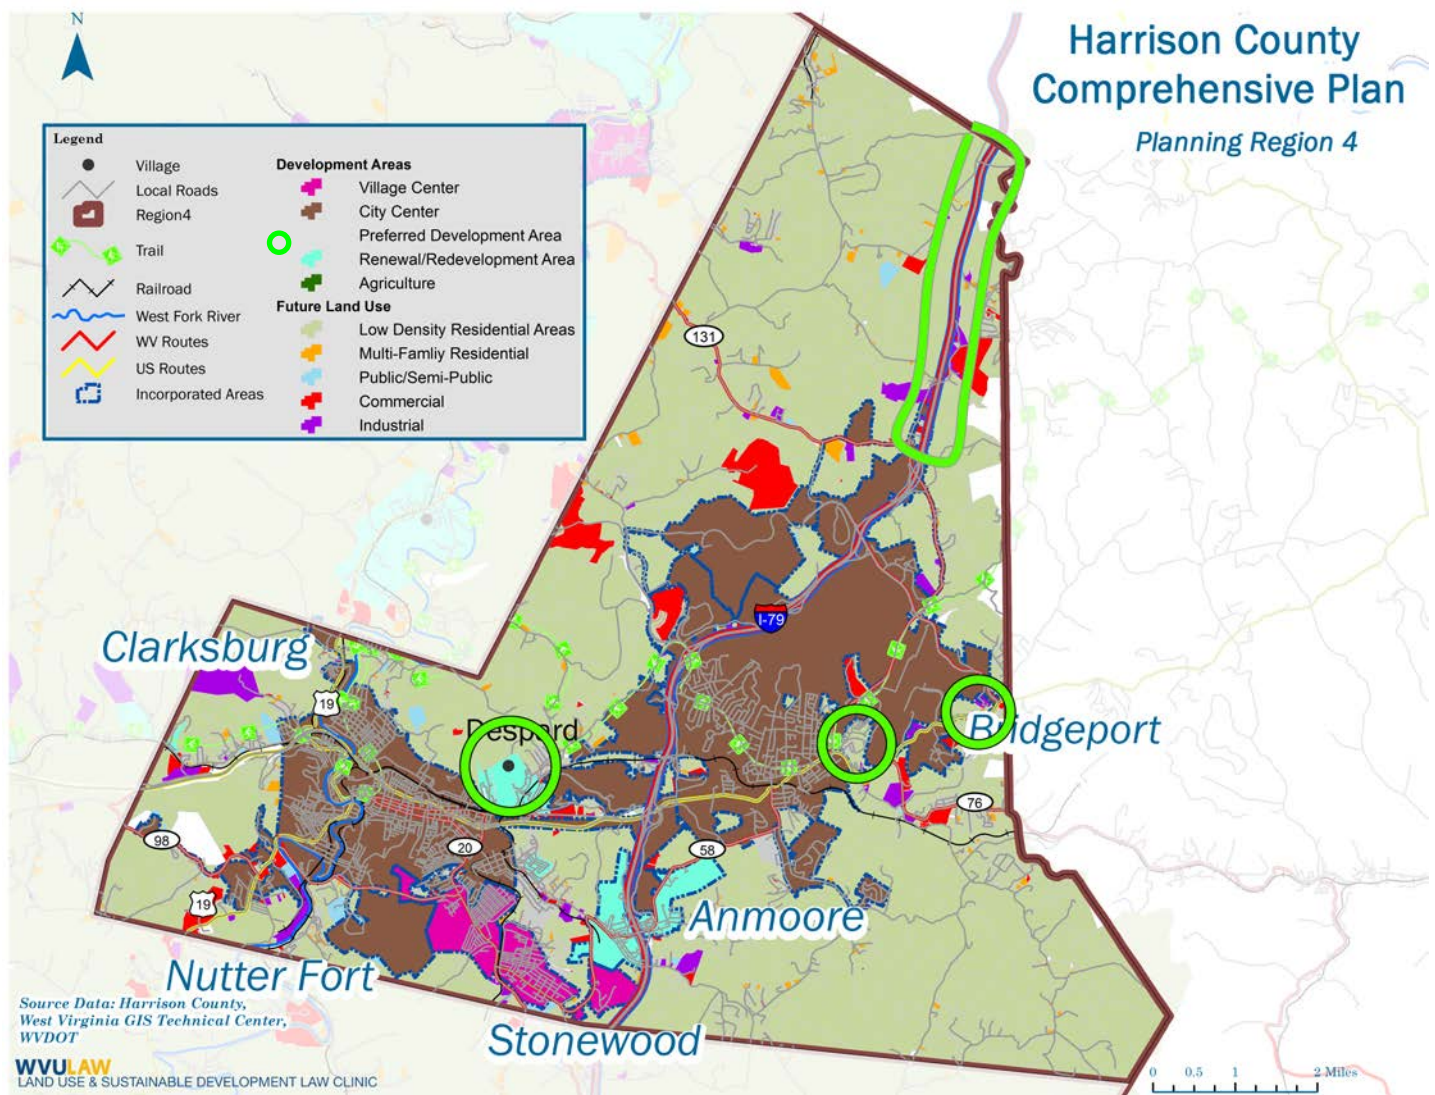 N
Harrison County
Comprehensive Plan
Planning Region 4
Legend
Village
Local Roads
Region4
Trail
Railroad
West Fork River
WV Routes
US Routes
Incorporated Areas
Development Areas
Village Center
City Center
Preferred Development Area
Renewal/Redevelopment Area
Agriculture
Future Land Use
Low Density Residential Areas
Multi-Famliy Residential
Public/Semi-Public
Commercial
Industrial
131
I-79
Clarksburg
19
Despard
Bridgeport
76
98
20
58
19
Anmoore
Nutter Fort
Stonewood
Source Data: Harrison County,
West Virginia GIS Technical Center,
WVDOT
WVULAW
LAND USE & SUSTAINABLE DEVELOPMENT LAW CLINIC
0 0.5 1 2 Miles